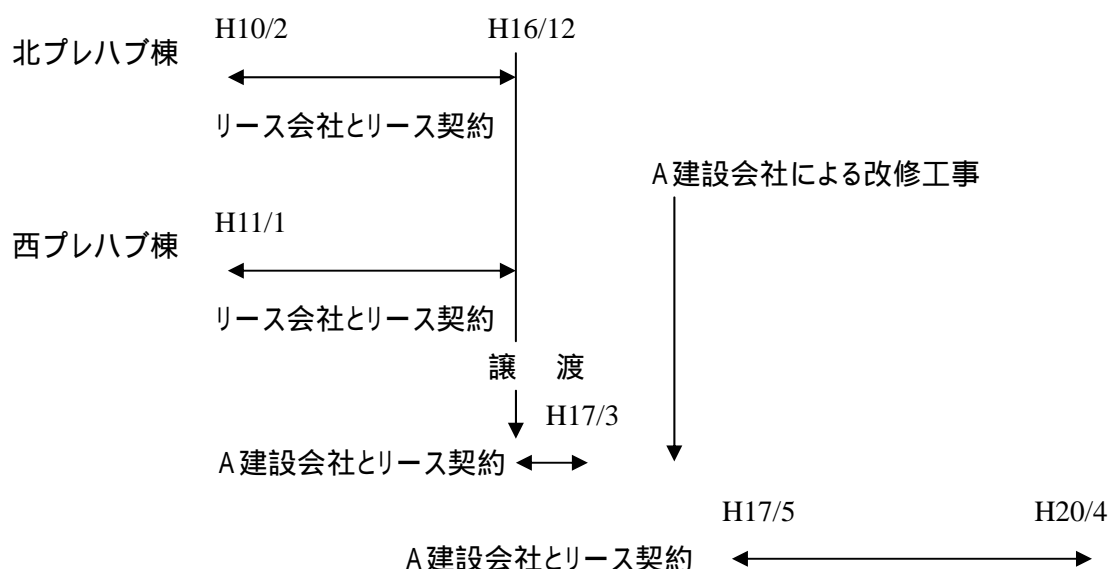 H10/2
H16/12
北プレハブ棟
リース会社とリース契約
A建設会社による改修工事
H11/1
西プレハブ棟
リース会社とリース契約
譲　渡
H17/3
A建設会社とリース契約
H17/5
H20/4
A建設会社とリース契約